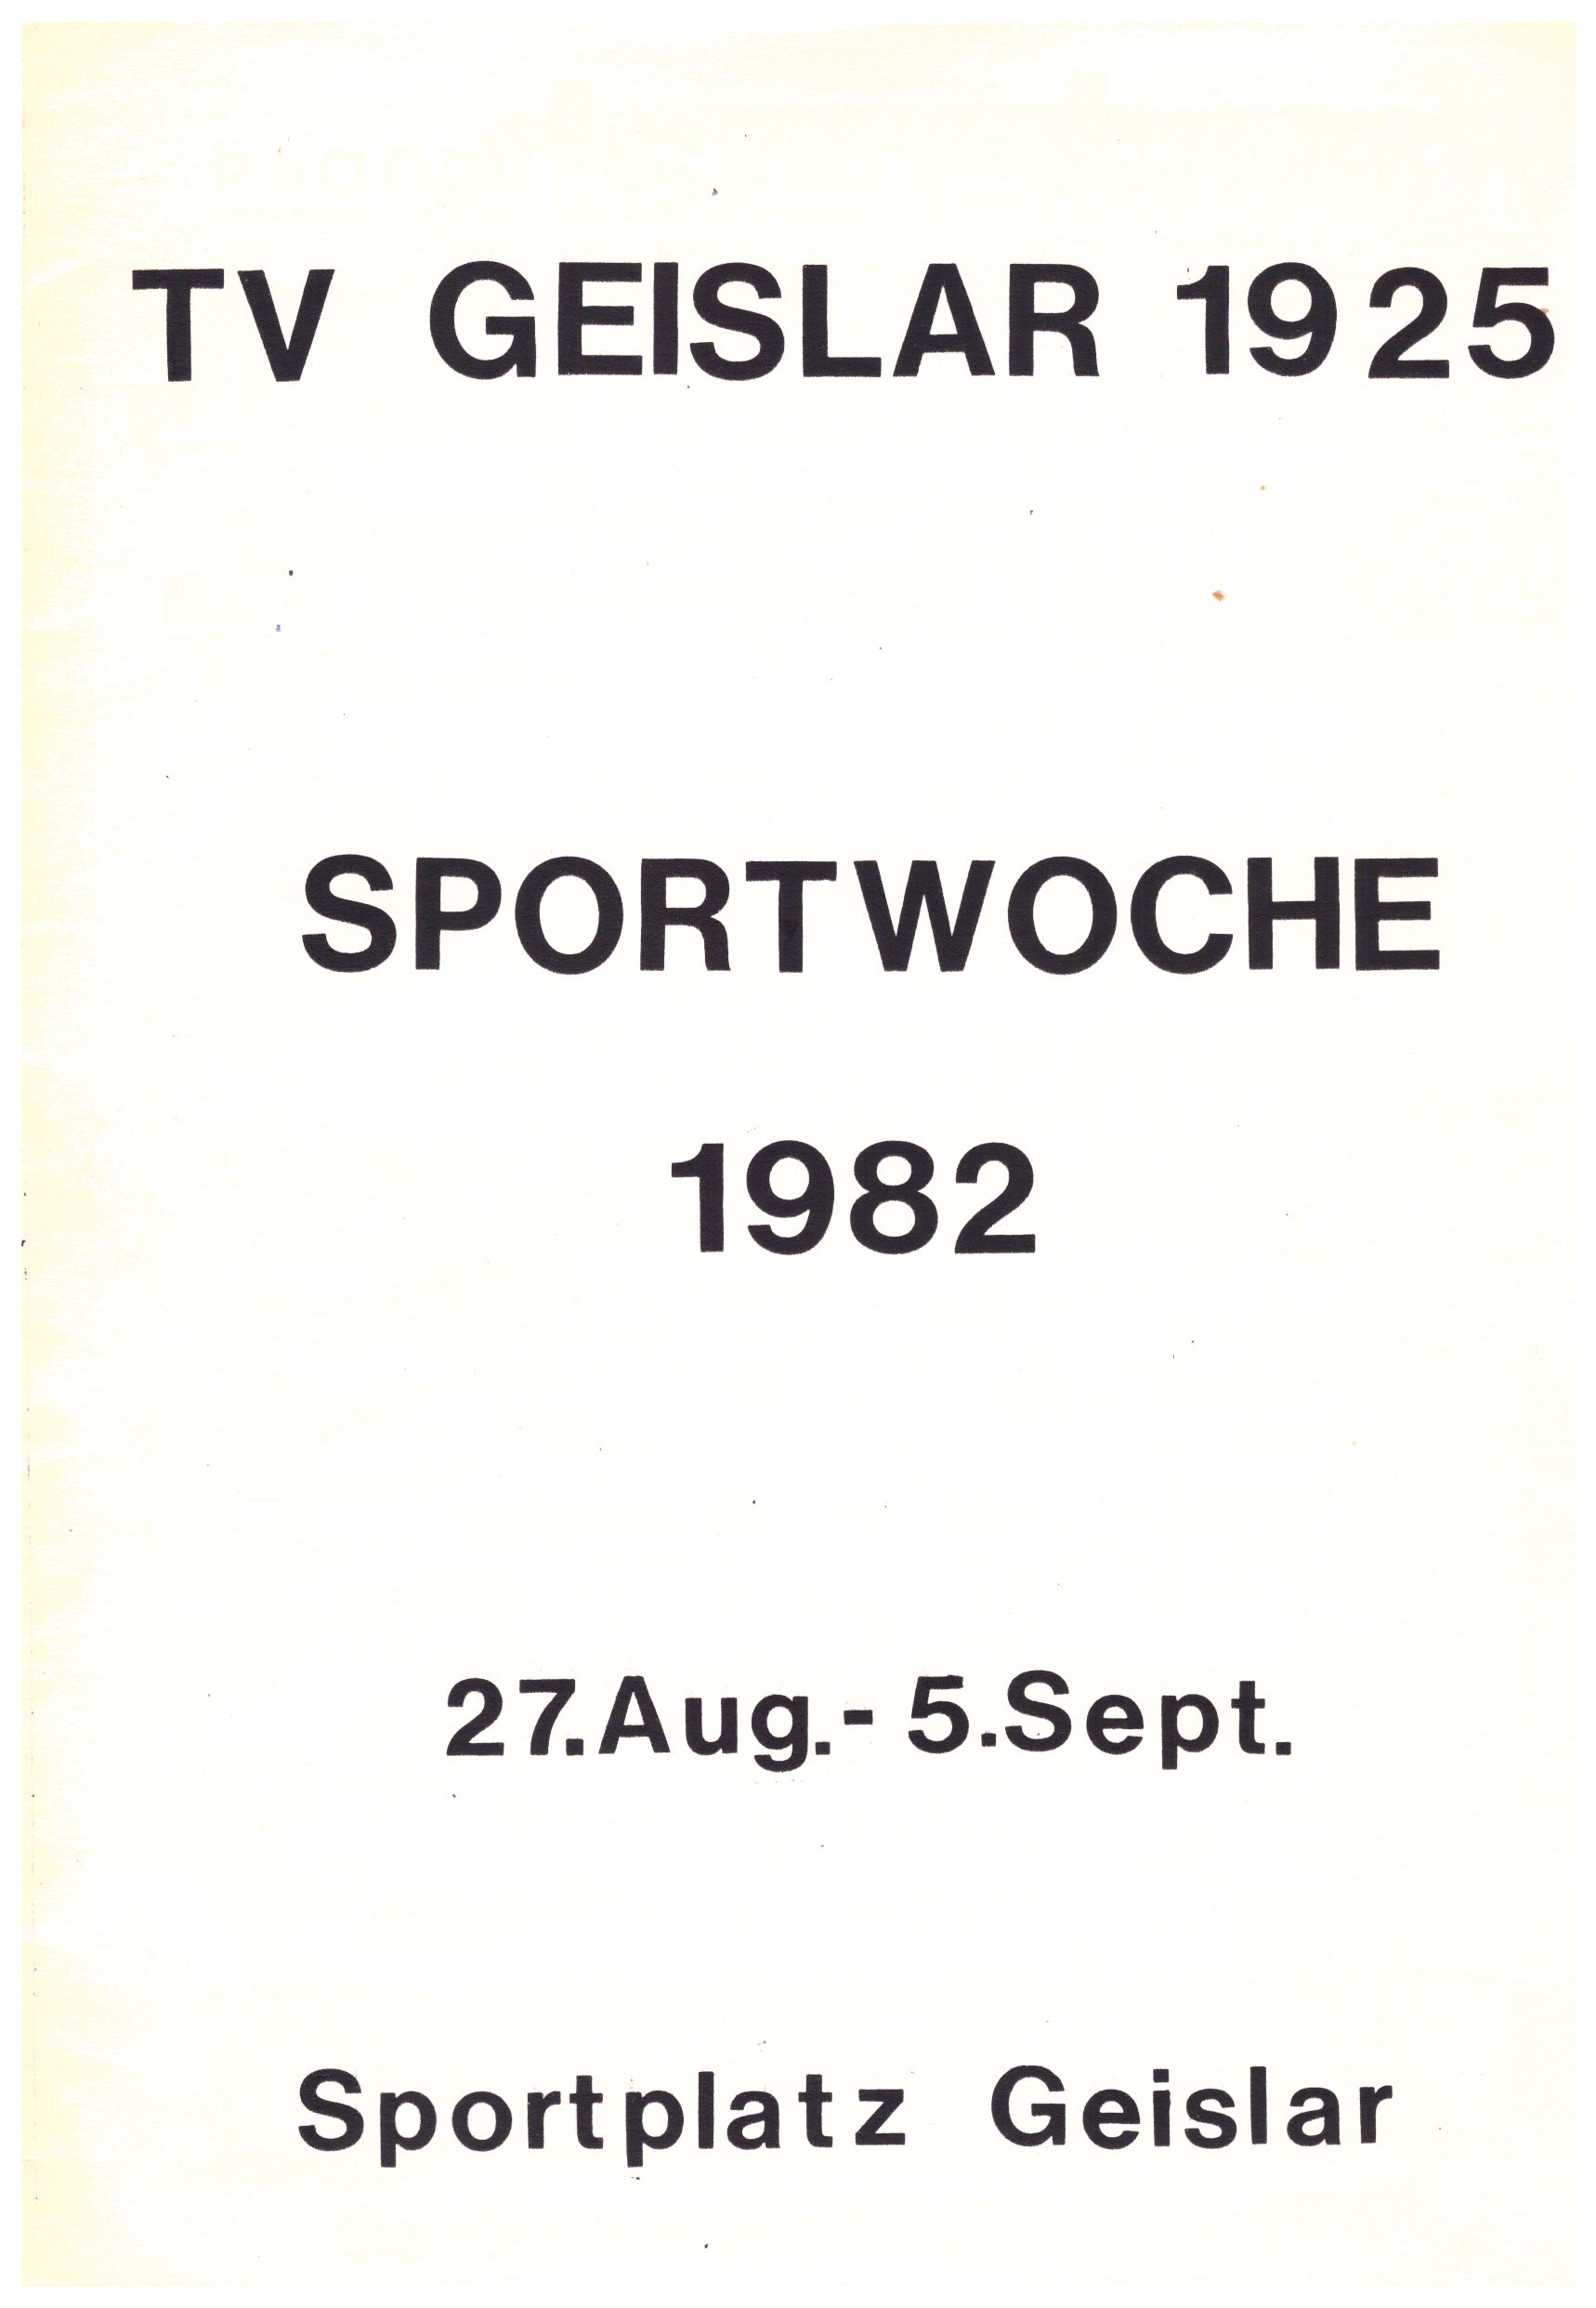 TV GEISLAR 1925
SPORTWOCHE
1982
27.Aug.- 5.Sept.
Sportplatz Geislar